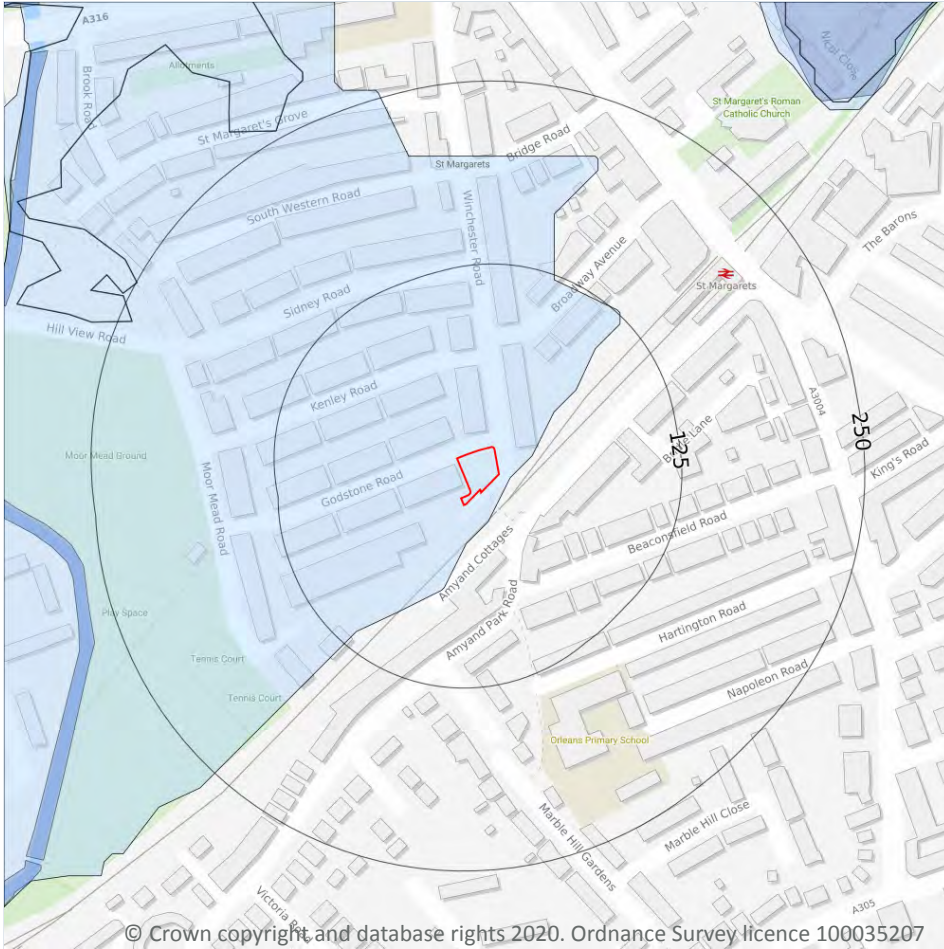 A316
Brook Road
Allotments
St Margaret's Grove
Nicol Close
St Margaret's Roman
Catholic Church
Bridge Road
St Margarets
South Western Road
Winchester Road
The Barons
Broadway Avenue
St Margarets
Sidney Road
Hill View Road
Kenley Road
A3004
250
125
King's Road
Moor Mead Ground
Moor Mead Road
Godstone Road
Beaconsfield Road
Amyand Cottages
Play Space
Amyand Park Road
Hartington Road
Tennis Court
Napoleon Road
Tennis Court
Orleans Primary School
Marble Hill Gardens
Marble Hill Close
Victoria
A305
© Crown copyright and database rights 2020. Ordnance Survey licence 100035207